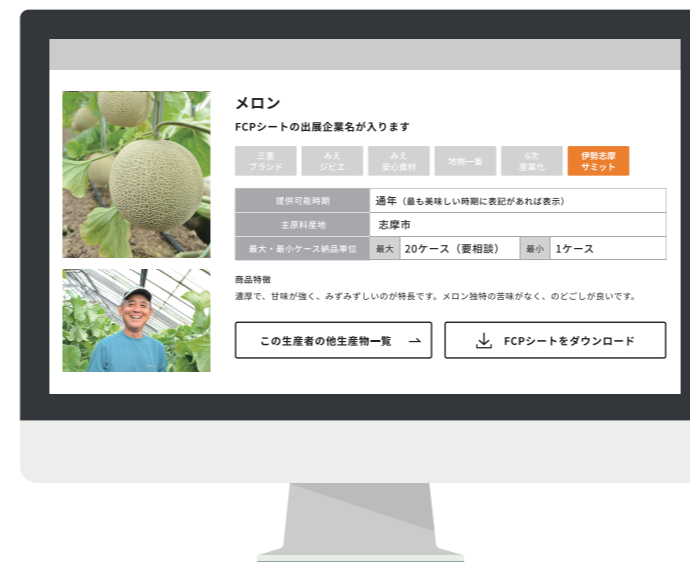 メロン
FCPシートの出展企業名が入ります
三重
ブランド
みえ
ジビエ
みえ
安心食材
地物一番
6次
産業化
伊勢志摩
サミット
提供可能時期 通年（最も美味しい時期に表記があれば表示）
主原料産地 志摩市
最大・最小ケース納品単位 最大 20ケース（要相談） 最小 1ケース
商品特徴
濃厚で、甘味が強く、みずみずしいのが特長です。メロン独特の苦味がなく、のどごしが良いです。
この生産者の他生産物一覧
FCPシートをダウンロード